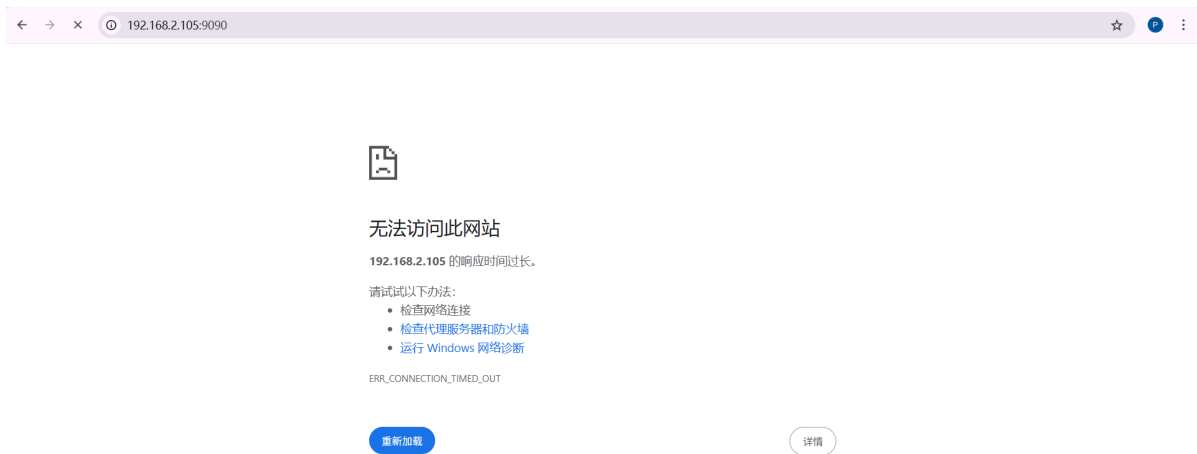 192.168.2.105:9090
P
无法访问此网站
192.168.2.105 的响应时间过长。
请试试以下办法：
检查网络连接
检查代理服务器和防火墙
运行 Windows 网络诊断
ERR_CONNECTION_TIMED_OUT
重新加载
详情